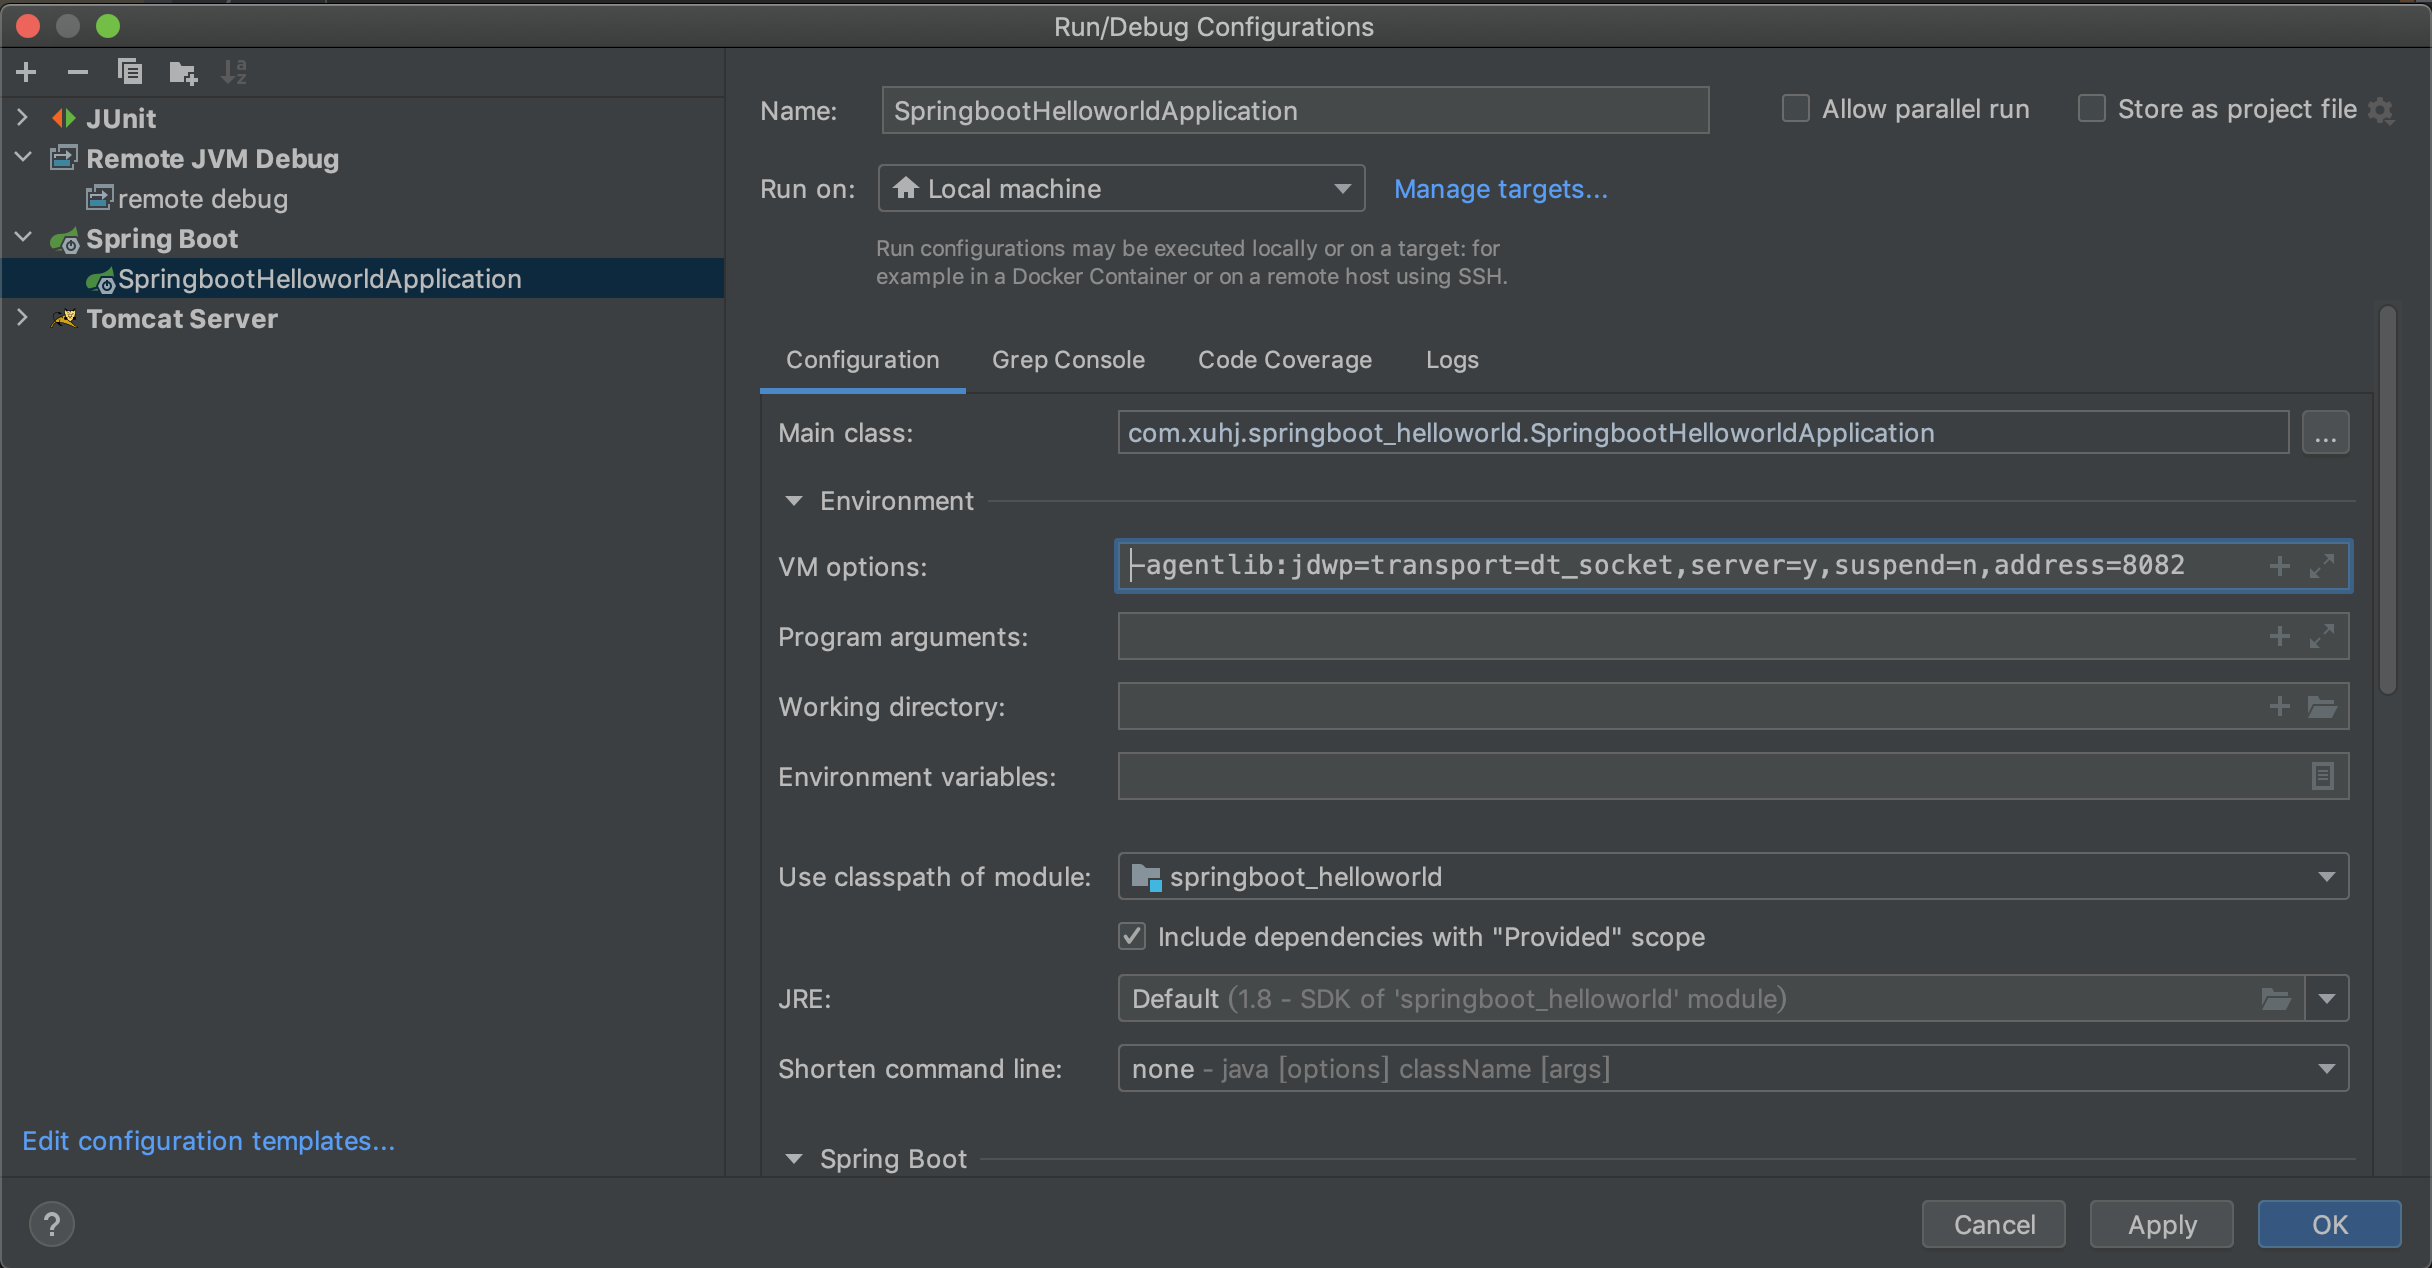 Run/Debug Configurations
JUnit
Remote JVM Debug
remote debug
Spring Boot
SpringbootHelloworldApplication
Tomcat Server
Edit configuration templates...
Name: SpringbootHelloworldApplication Allow parallel run Store as project file
Run on: Local machine Manage targets...
Run configurations may be executed locally or on a target: for
example in a Docker Container or on a remote host using SSH.
Configuration Grep Console Code Coverage Logs
Main class: com.xuhj.springboot_helloworld.SpringbootHelloworldApplication ...
Environment
VM options: -agentlib:jdwp=transport=dt_socket,server=y,suspend=n,address=8082
Program arguments:
Working directory:
Environment variables:
Use classpath of module: springboot_helloworld
Include dependencies with "Provided" scope
JRE: Default (1.8 - SDK of 'springboot_helloworld' module)
Shorten command line: none - java [options] className [args]
Spring Boot
? Cancel Apply OK